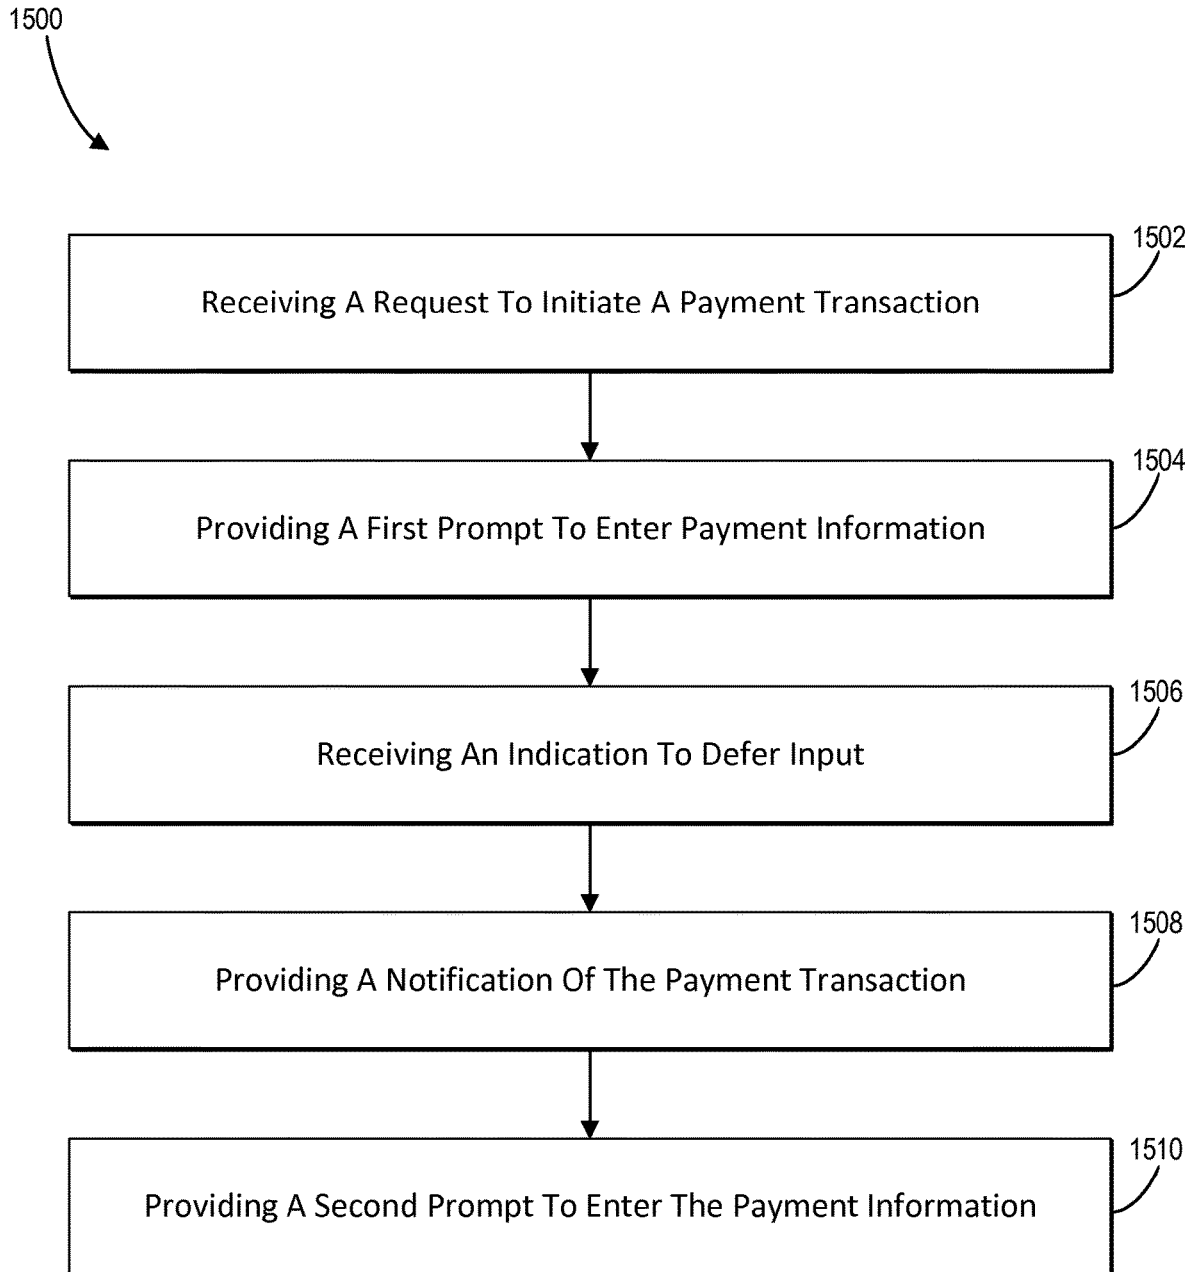 1500
1502
Receiving A Request To Initiate A Payment Transaction
1504
Providing A First Prompt To Enter Payment Information
1506
Receiving An Indication To Defer Input
1508
Providing A Notification Of The Payment Transaction
1510
Providing A Second Prompt To Enter The Payment Information